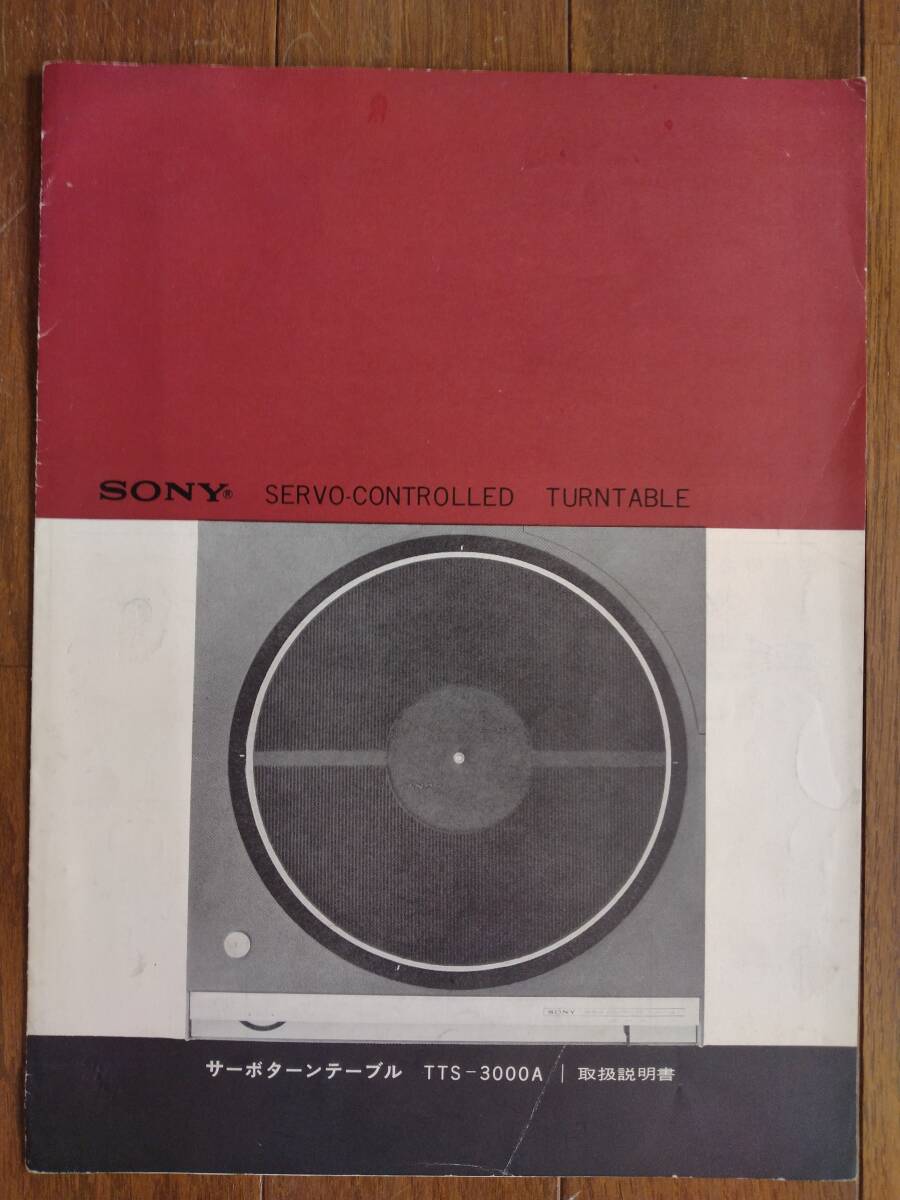 SONY® SERVO-CONTROLLED TURNTABLE
SONY
サーボターンテーブル TTS-3000A | 取扱説明書